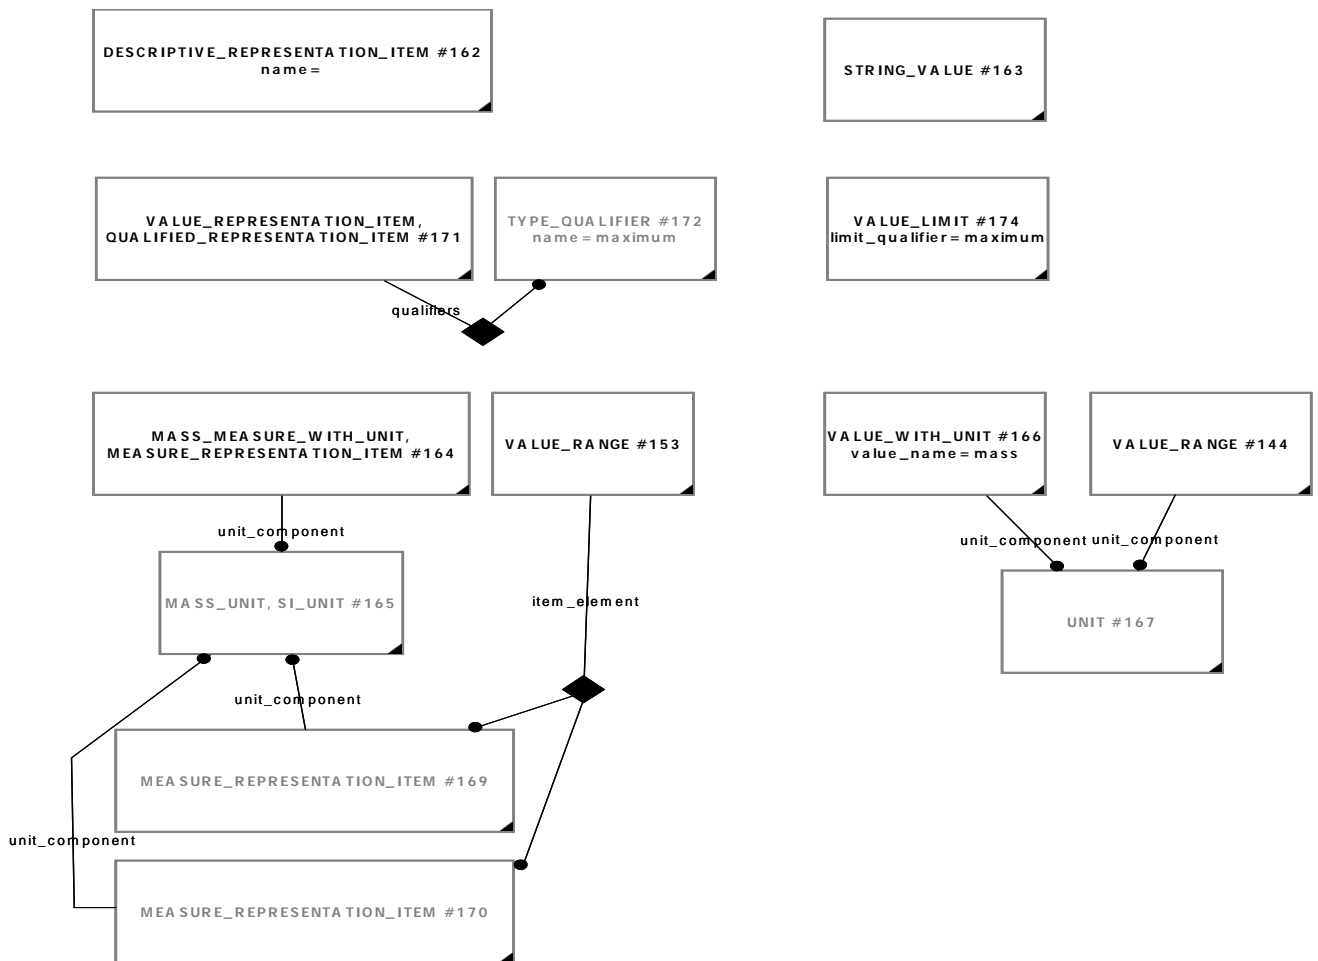 DESCRIPTIVE_REPRESENTATION_ITEM #162
name=
STRING_VALUE #163
VALUE_REPRESENTATION_ITEM,
QUALIFIED_REPRESENTATION_ITEM #171
TYPE_QUALIFIER #172
name=maximum
VALUE_LIMIT #174
limit_qualifier=maximum
qualifiers
MASS_MEASURE_WITH_UNIT,
MEASURE_REPRESENTATION_ITEM #164
VALUE_RANGE #153
VALUE_WITH_UNIT #166
value_name=mass
VALUE_RANGE #144
unit_component
unit_component
unit_component
MASS_UNIT, SI_UNIT #165
item_element
UNIT #167
unit_component
MEASURE_REPRESENTATION_ITEM #169
unit_component
MEASURE_REPRESENTATION_ITEM #170